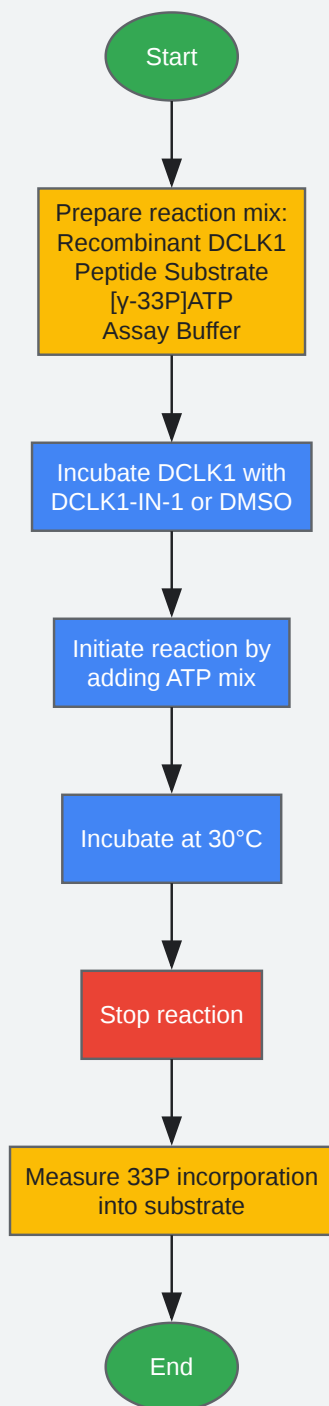 Start
Prepare reaction mix:
Recombinant DCLK1
Peptide Substrate
[γ-33P]ATP
Assay Buffer
Incubate DCLK1 with
DCLK1-IN-1 or DMSO
Initiate reaction by
adding ATP mix
Incubate at 30°C
Stop reaction
Measure 33P incorporation
into substrate
End